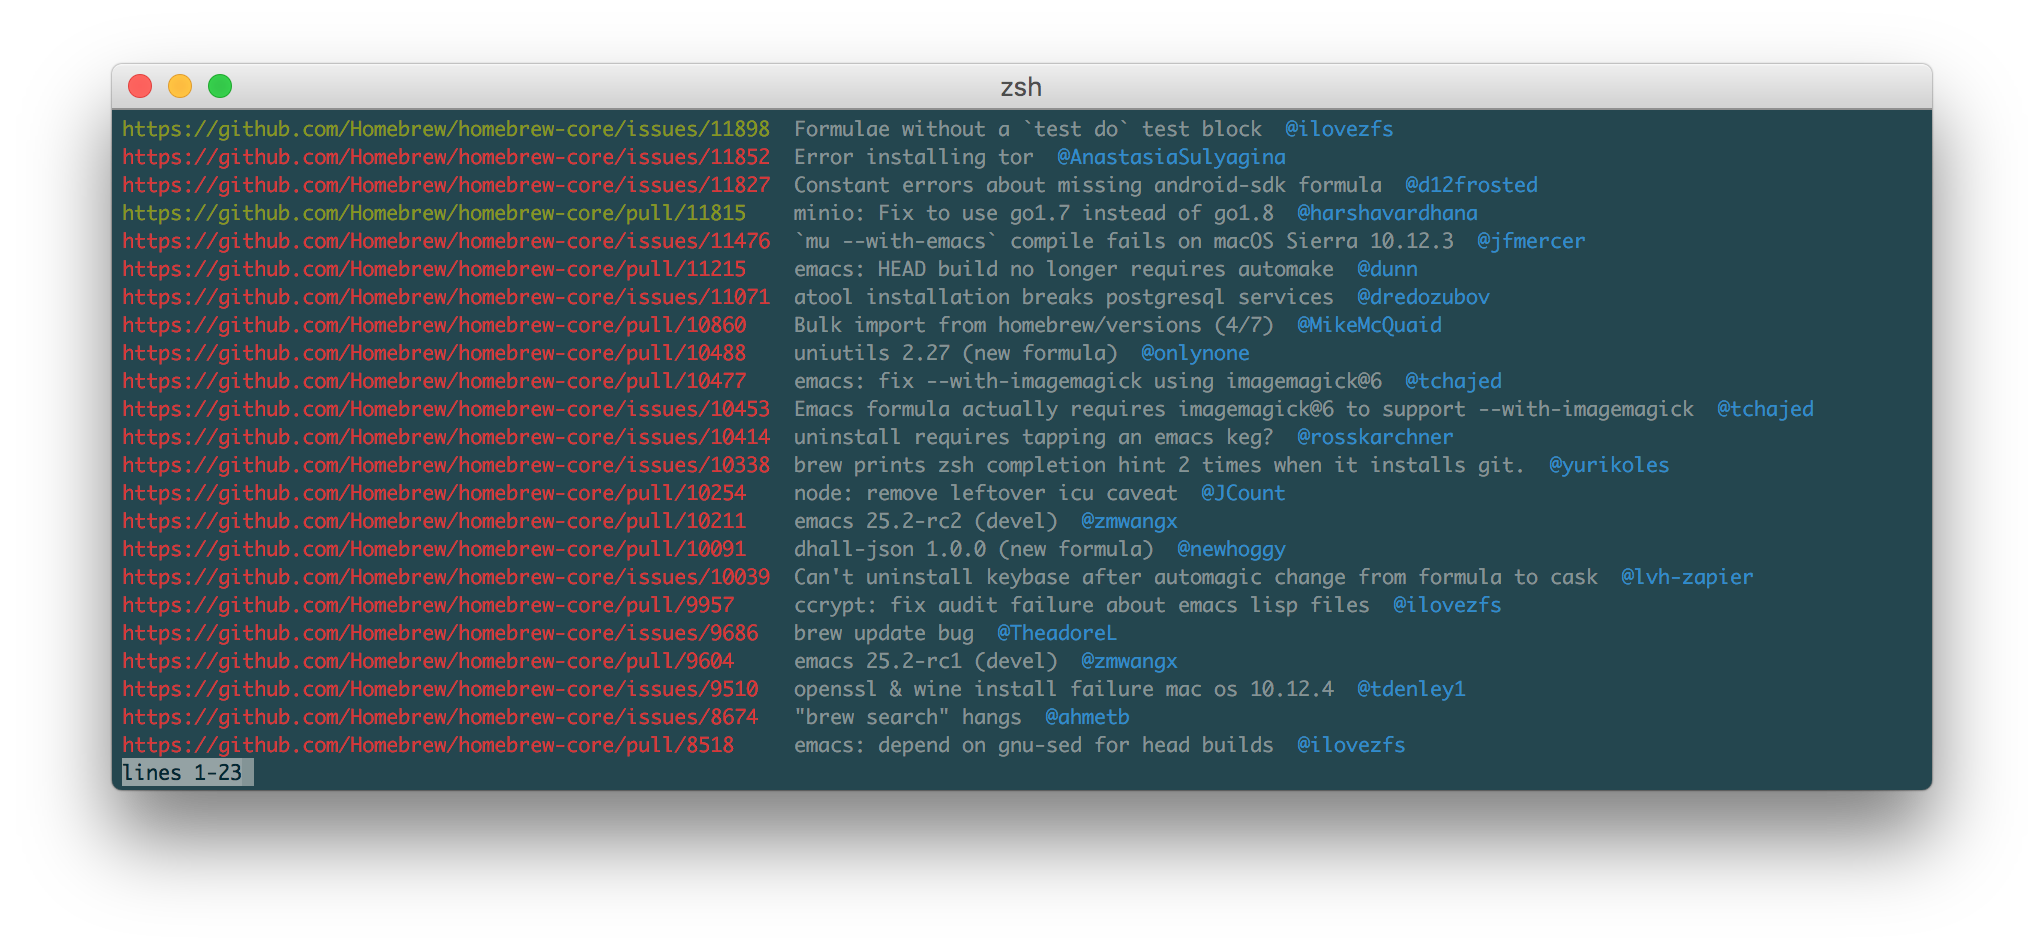 zsh
https://github.com/Homebrew/homebrew-core/issues/11898  Formulae without a `test do` test block  @ilovezfs
https://github.com/Homebrew/homebrew-core/issues/11852  Error installing tor  @AnastasiaSulyagina
https://github.com/Homebrew/homebrew-core/issues/11827  Constant errors about missing android-sdk formula  @d12frosted
https://github.com/Homebrew/homebrew-core/pull/11815    minio: Fix to use go1.7 instead of go1.8  @harshavardhana
https://github.com/Homebrew/homebrew-core/issues/11476  `mu --with-emacs` compile fails on macOS Sierra 10.12.3  @jfmercer
https://github.com/Homebrew/homebrew-core/pull/11215    emacs: HEAD build no longer requires automake  @dunn
https://github.com/Homebrew/homebrew-core/issues/11071  atool installation breaks postgresql services  @dredozubov
https://github.com/Homebrew/homebrew-core/pull/10860    Bulk import from homebrew/versions (4/7)  @MikeMcQuaid
https://github.com/Homebrew/homebrew-core/pull/10488    uniutils 2.27 (new formula)  @onlynone
https://github.com/Homebrew/homebrew-core/pull/10477    emacs: fix --with-imagemagick using imagemagick@6  @tchajed
https://github.com/Homebrew/homebrew-core/issues/10453  Emacs formula actually requires imagemagick@6 to support --with-imagemagick  @tchajed
https://github.com/Homebrew/homebrew-core/issues/10414  uninstall requires tapping an emacs keg?  @rosskarchner
https://github.com/Homebrew/homebrew-core/issues/10338  brew prints zsh completion hint 2 times when it installs git.  @yurikoles
https://github.com/Homebrew/homebrew-core/pull/10254    node: remove leftover icu caveat  @JCount
https://github.com/Homebrew/homebrew-core/pull/10211    emacs 25.2-rc2 (devel)  @zmwangx
https://github.com/Homebrew/homebrew-core/pull/10091    dhall-json 1.0.0 (new formula)  @newhoggy
https://github.com/Homebrew/homebrew-core/issues/10039  Can't uninstall keybase after automagic change from formula to cask  @lvh-zapier
https://github.com/Homebrew/homebrew-core/pull/9957     ccrypt: fix audit failure about emacs lisp files  @ilovezfs
https://github.com/Homebrew/homebrew-core/issues/9686   brew update bug  @TheadoreL
https://github.com/Homebrew/homebrew-core/pull/9604     emacs 25.2-rc1 (devel)  @zmwangx
https://github.com/Homebrew/homebrew-core/issues/9510   openssl & wine install failure mac os 10.12.4  @tdenley1
https://github.com/Homebrew/homebrew-core/issues/8674   "brew search" hangs  @ahmetb
https://github.com/Homebrew/homebrew-core/pull/8518     emacs: depend on gnu-sed for head builds  @ilovezfs
lines 1-23